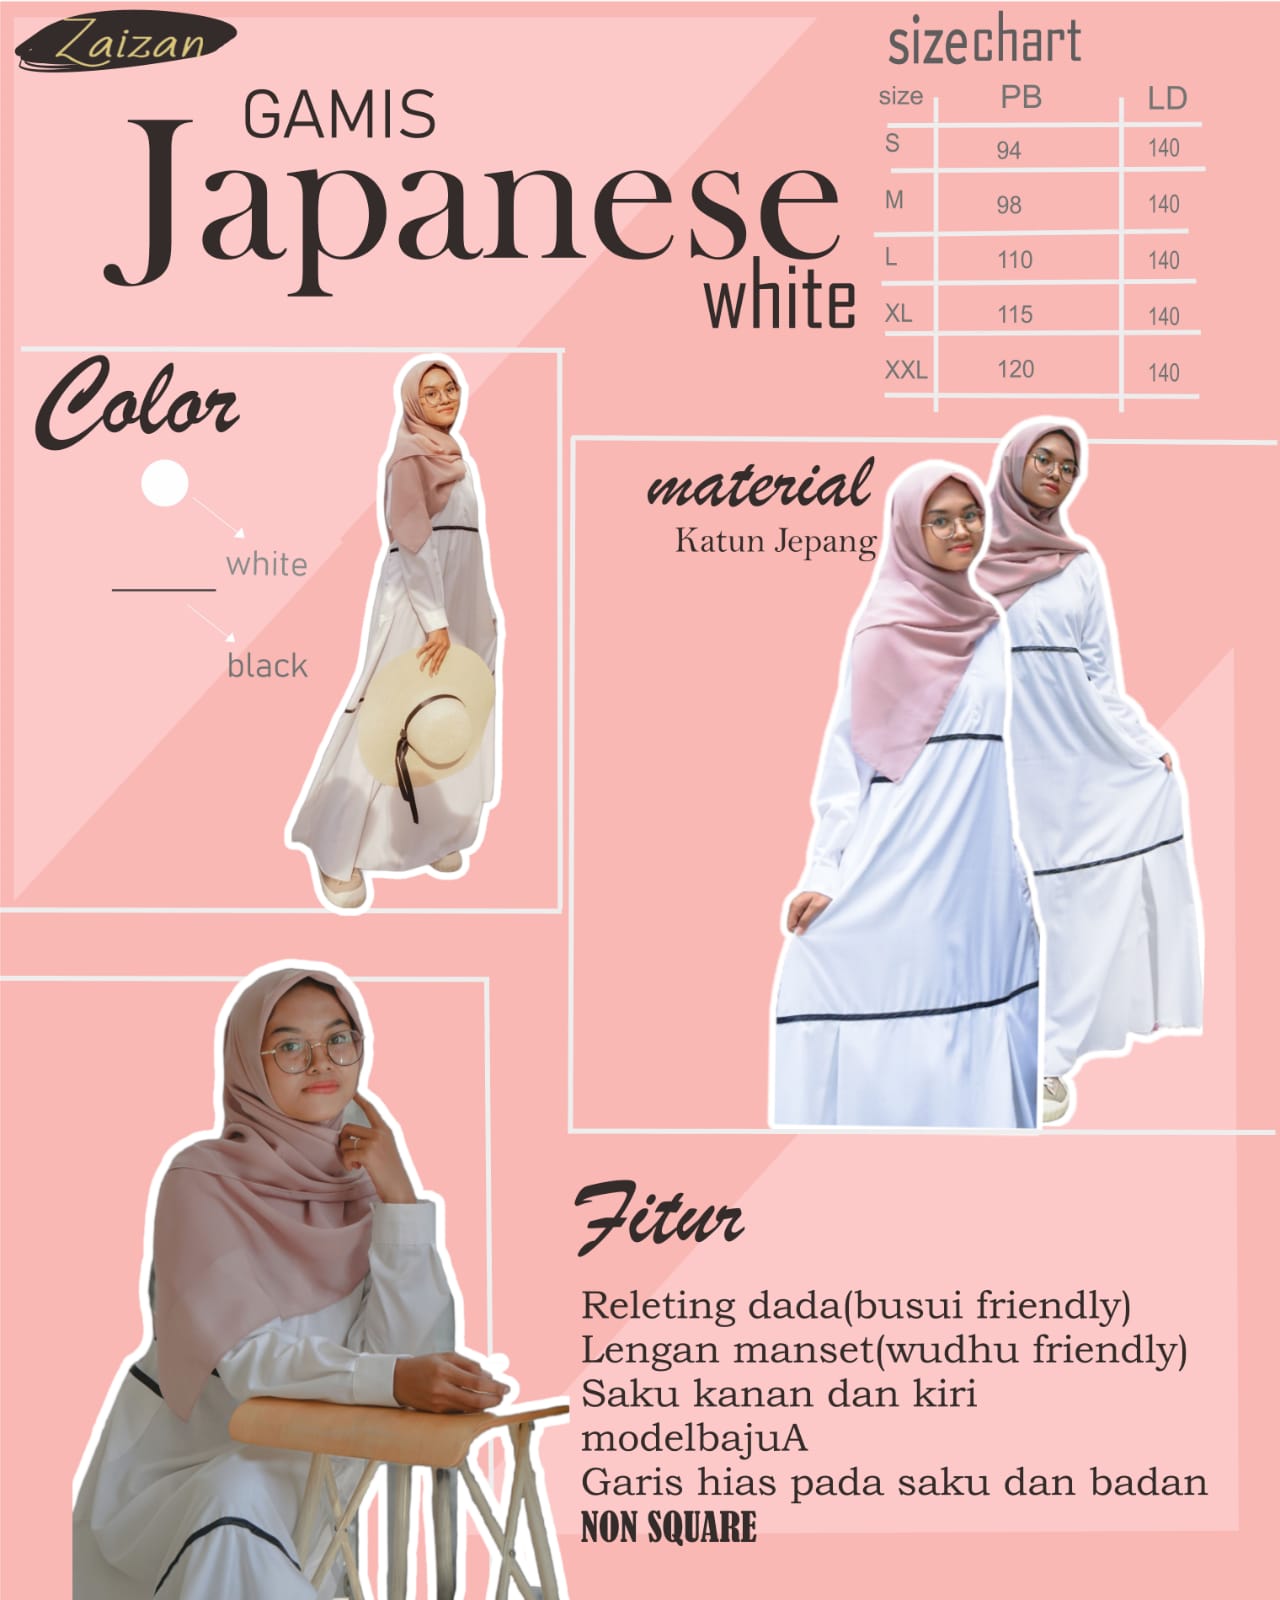 Zaizan
GAMIS
Japanese
white
sizechart
size PB LD
S 94 140
M 98 140
L 110 140
XL 115 140
XXL 120 140
Color
white
black
material
Katun Jepang
Fitur
Releting dada(busui friendly)
Lengan manset(wudhu friendly)
Saku kanan dan kiri
modelbajuA
Garis hias pada saku dan badan
NON SQUARE